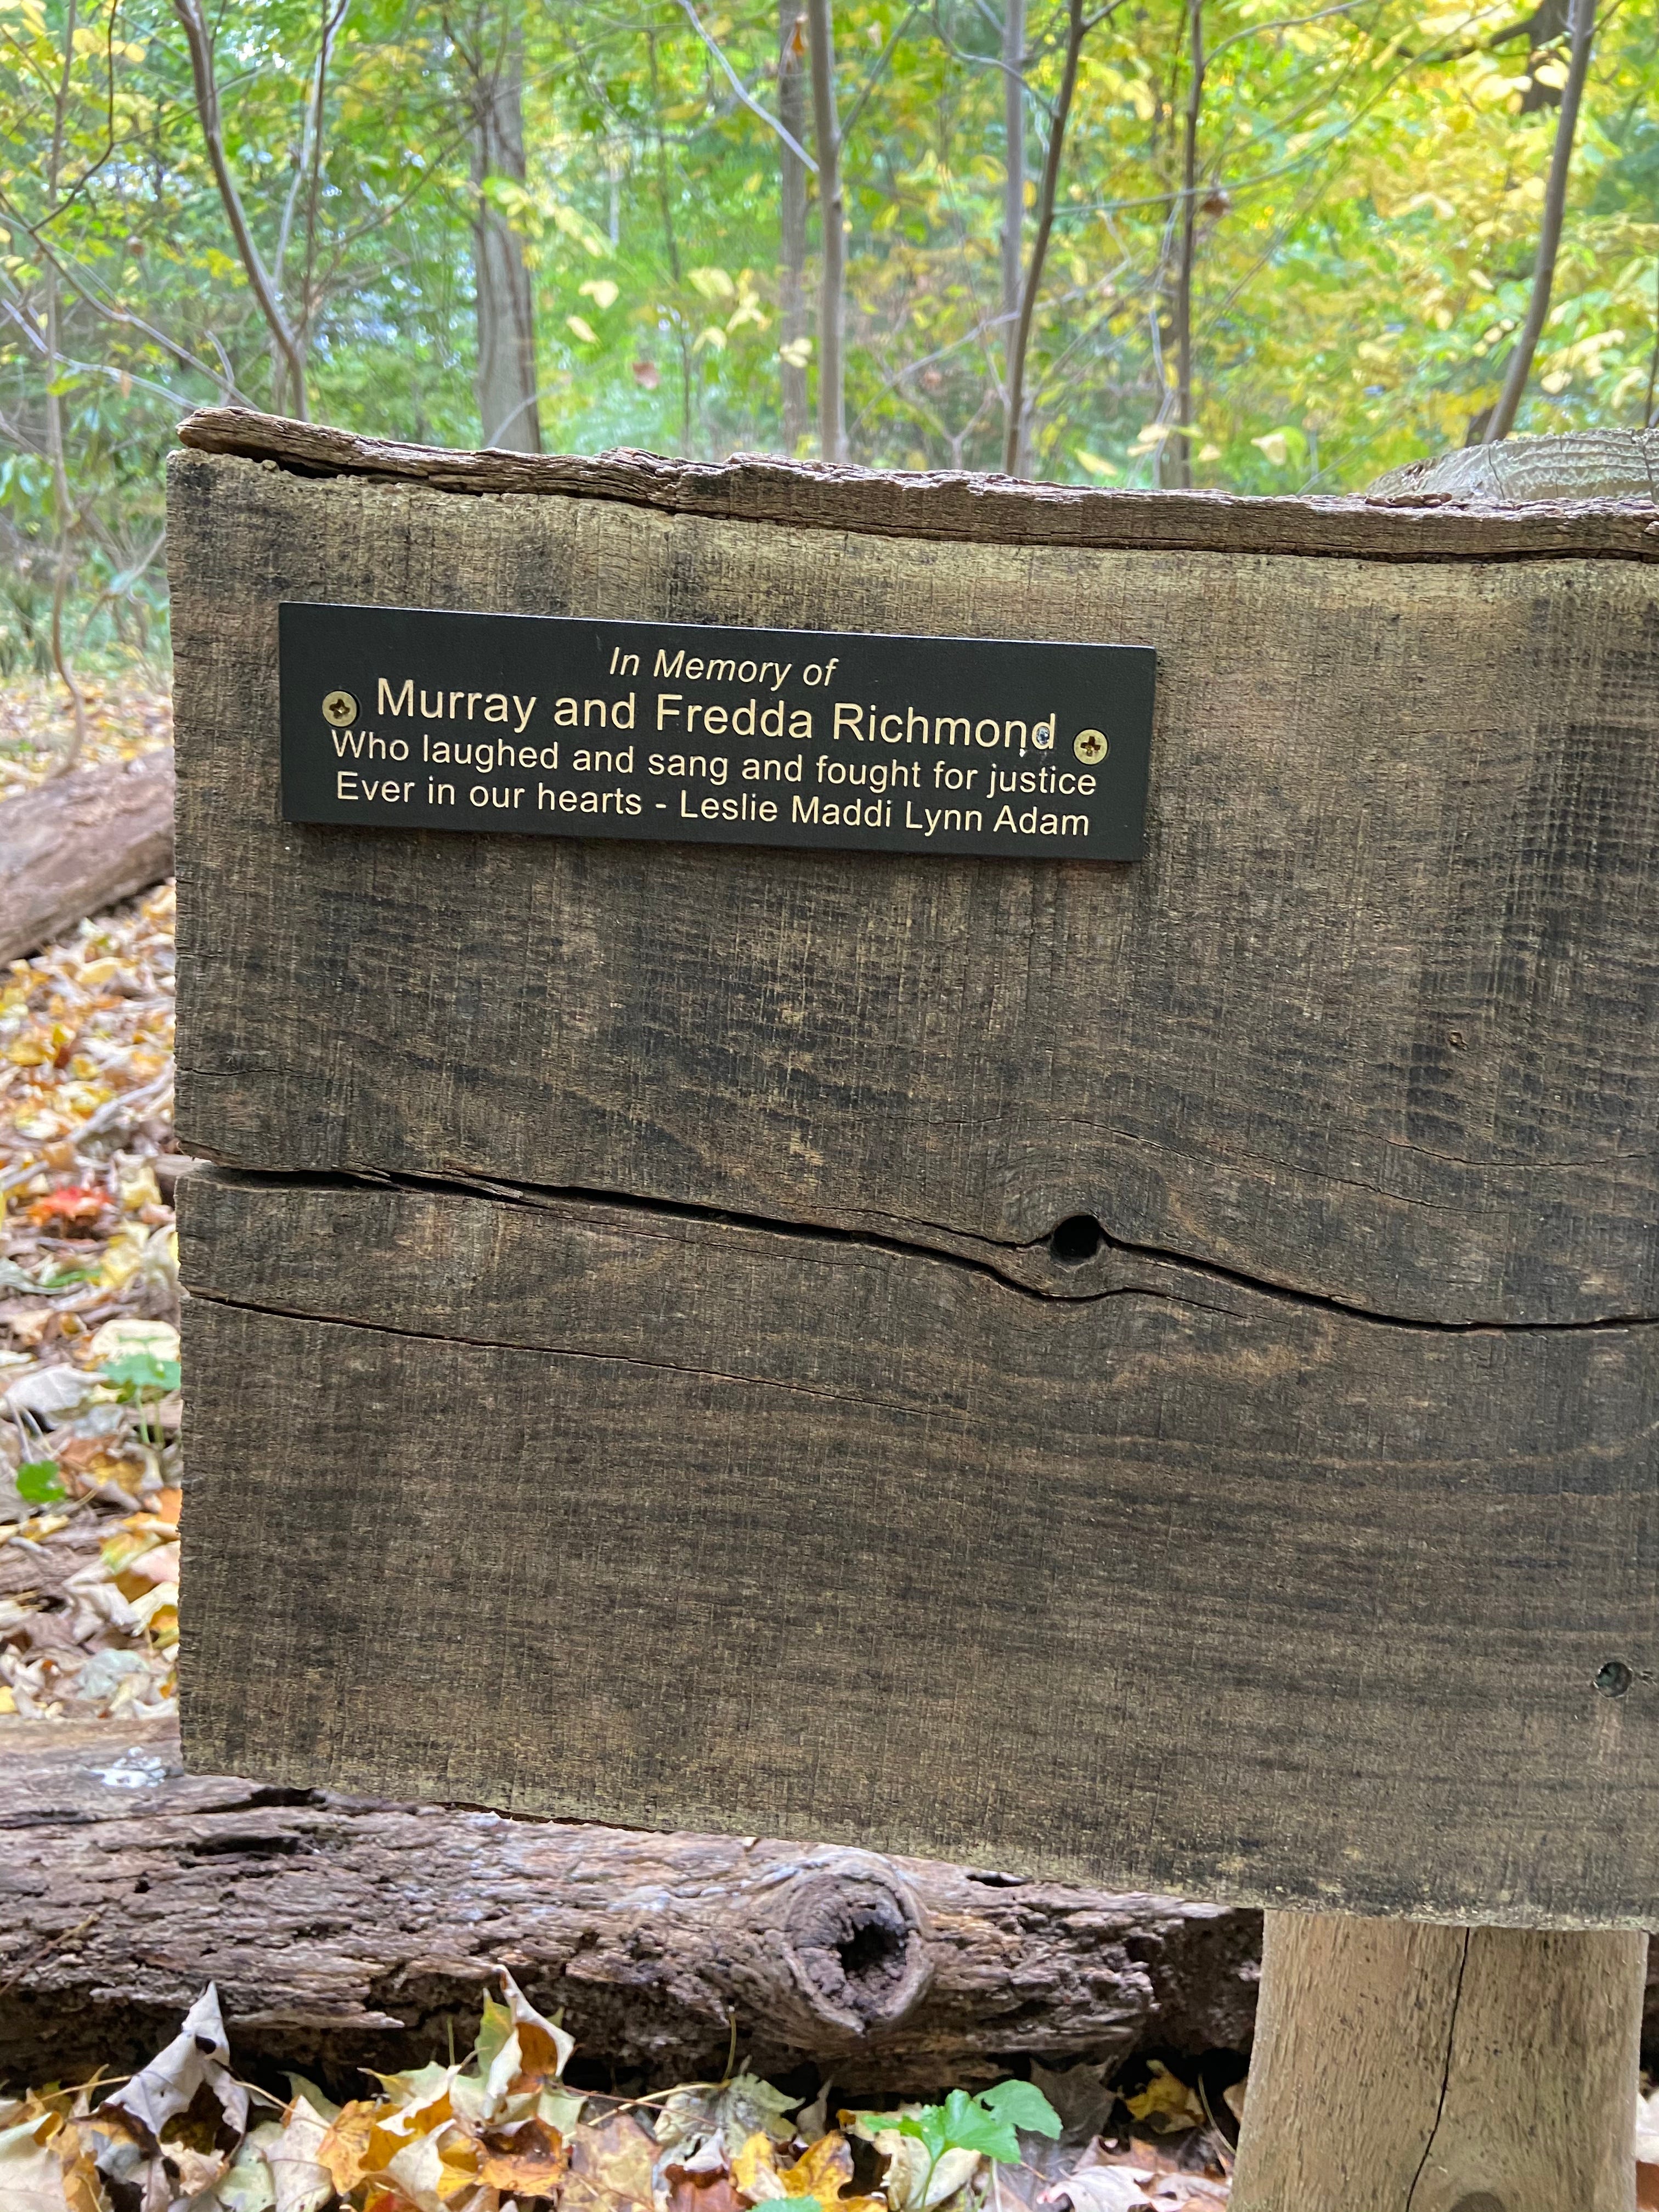 In Memory of
Murray and Fredda Richmond
Who laughed and sang and fought for justice
Ever in our hearts - Leslie Maddi Lynn Adam